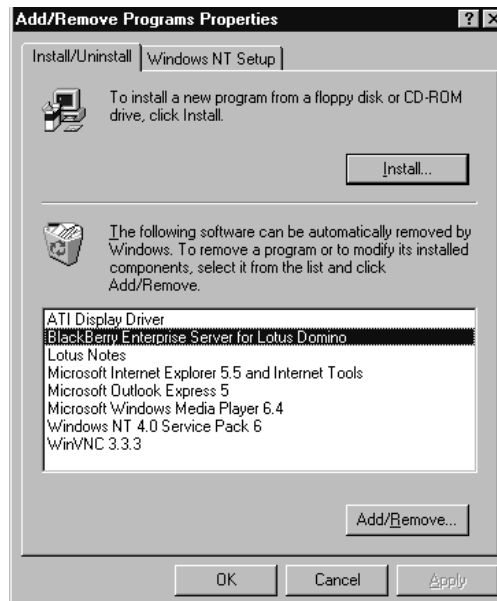 Add/Remove Programs Properties
Install/Uninstall
Windows NT Setup
To install a new program from a floppy disk or CD-ROM
drive, click Install.
Install...
The following software can be automatically removed by
Windows. To remove a program or to modify its installed
components, select it from the list and click
Add/Remove.
ATI Display Driver
BlackBerry Enterprise Server for Lotus Domino
Lotus Notes
Microsoft Internet Explorer 5.5 and Internet Tools
Microsoft Outlook Express 5
Microsoft Windows Media Player 6.4
Windows NT 4.0 Service Pack 6
WinVNC 3.3.3
Add/Remove...
OK
Cancel
Apply